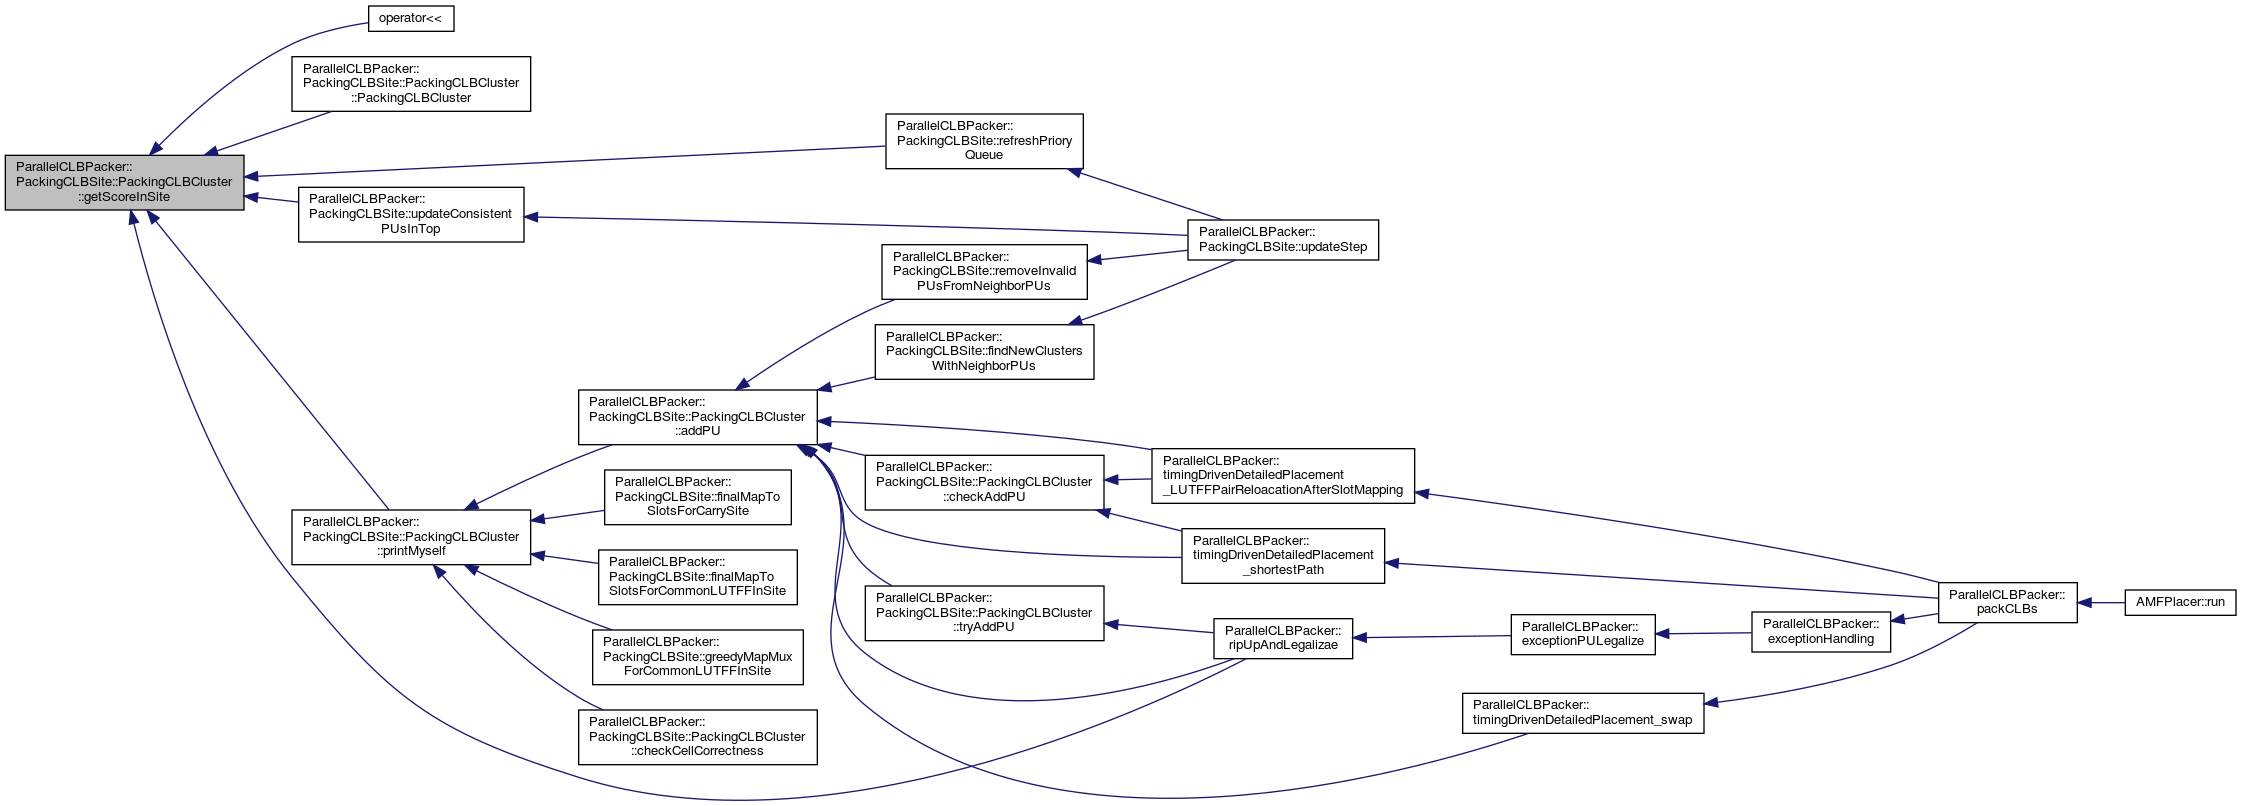 operator<<
ParallelCLBPacker::
PackingCLBSite::PackingCLBCluster
::PackingCLBCluster
ParallelCLBPacker::
PackingCLBSite::refreshPriory
Queue
ParallelCLBPacker::
PackingCLBSite::PackingCLBCluster
::getScoreInSite
ParallelCLBPacker::
PackingCLBSite::updateConsistent
PUsInTop
ParallelCLBPacker::
PackingCLBSite::updateStep
ParallelCLBPacker::
PackingCLBSite::removeInvalid
PUsFromNeighborPUs
ParallelCLBPacker::
PackingCLBSite::findNewClusters
WithNeighborPUs
ParallelCLBPacker::
PackingCLBSite::PackingCLBCluster
::addPU
ParallelCLBPacker::
timingDrivenDetailedPlacement
_LUTFFPairReloacationAfterSlotMapping
ParallelCLBPacker::
PackingCLBSite::PackingCLBCluster
::checkAddPU
ParallelCLBPacker::
PackingCLBSite::finalMapTo
SlotsForCarrySite
ParallelCLBPacker::
PackingCLBSite::PackingCLBCluster
::printMyself
ParallelCLBPacker::
timingDrivenDetailedPlacement
_shortestPath
ParallelCLBPacker::
PackingCLBSite::finalMapTo
SlotsForCommonLUTFFInSite
ParallelCLBPacker::
PackingCLBSite::PackingCLBCluster
::tryAddPU
ParallelCLBPacker::
packCLBs
AMFPlacer::run
ParallelCLBPacker::
exceptionHandling
ParallelCLBPacker::
exceptionPULegalize
ParallelCLBPacker::
ripUpAndLegalizae
ParallelCLBPacker::
PackingCLBSite::greedyMapMux
ForCommonLUTFFInSite
ParallelCLBPacker::
timingDrivenDetailedPlacement_swap
ParallelCLBPacker::
PackingCLBSite::PackingCLBCluster
::checkCellCorrectness